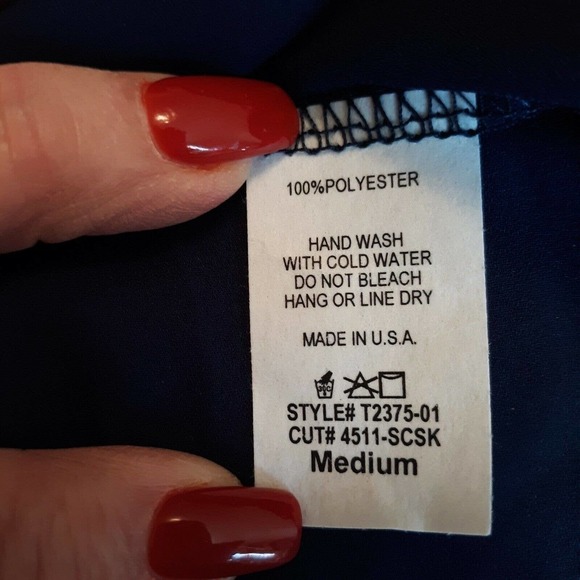 100%POLYESTER
HAND WASH
WITH COLD WATER
DO NOT BLEACH
HANG OR LINE DRY
MADE IN U.S.A.
30C
STYLE# T2375-01
CUT# 4511-SCSK
Medium